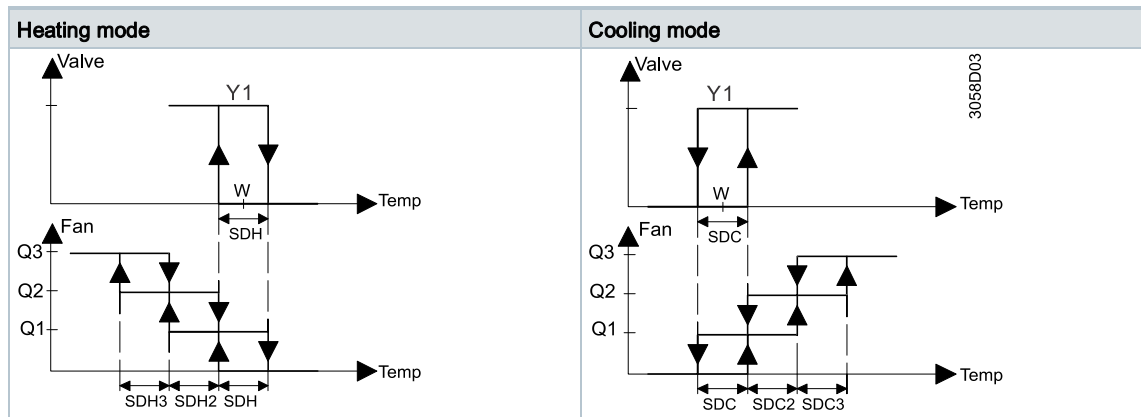 Heating mode
Cooling mode
Valve
Y1
W
Temp
SDH
Fan
Q3
Q2
Q1
Temp
SDH3 SDH2 SDH
Valve
Y1
W
Temp
SDC
Fan
Q3
Q2
Q1
Temp
SDC SDC2 SDC3
3058D03